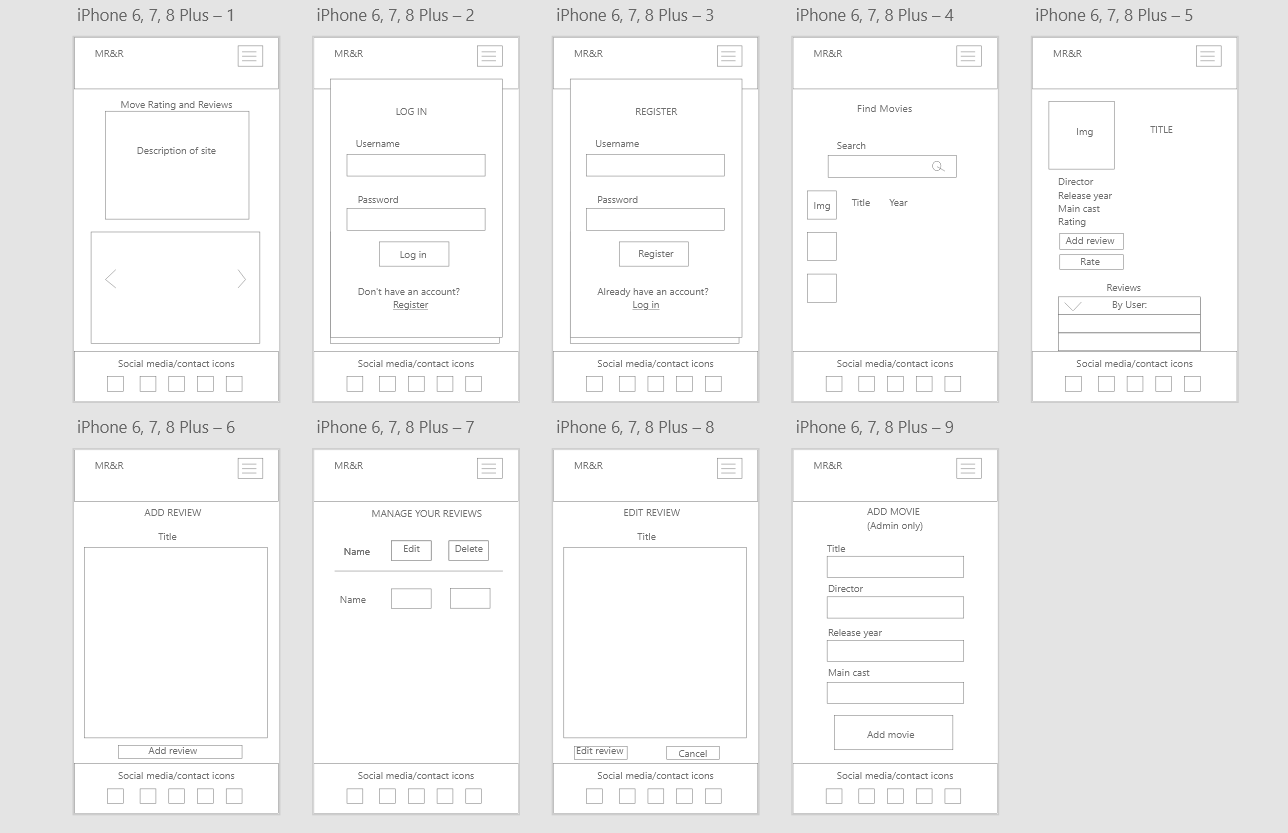 iPhone 6, 7, 8 Plus – 1
MR&R
Move Rating and Reviews
Description of site
Social media/contact icons
iPhone 6, 7, 8 Plus – 2
MR&R
LOG IN
Username
Password
Log in
Don't have an account?
Register
Social media/contact icons
iPhone 6, 7, 8 Plus – 3
MR&R
REGISTER
Username
Password
Register
Already have an account?
Log in
Social media/contact icons
iPhone 6, 7, 8 Plus – 4
MR&R
Find Movies
Search
Img Title Year
Social media/contact icons
iPhone 6, 7, 8 Plus – 5
MR&R
Img TITLE
Director
Release year
Main cast
Rating
Add review
Rate
Reviews
By User:
Social media/contact icons
iPhone 6, 7, 8 Plus – 6
MR&R
ADD REVIEW
Title
Add review
Social media/contact icons
iPhone 6, 7, 8 Plus – 7
MR&R
MANAGE YOUR REVIEWS
Name Edit Delete
Name
Social media/contact icons
iPhone 6, 7, 8 Plus – 8
MR&R
EDIT REVIEW
Title
Edit review Cancel
Social media/contact icons
iPhone 6, 7, 8 Plus – 9
MR&R
ADD MOVIE
(Admin only)
Title
Director
Release year
Main cast
Add movie
Social media/contact icons